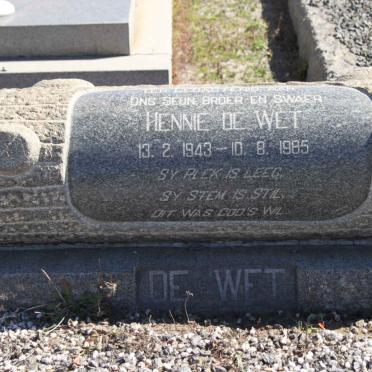 ONS SEUN, BROER EN SWAER
HENNIE DE WET
13. 2. 1943 - 10. 8. 1985
SY PLEK IS LEEG,
SY STEM IS STIL,
DIT WAS GOD'S WIL
DE WET